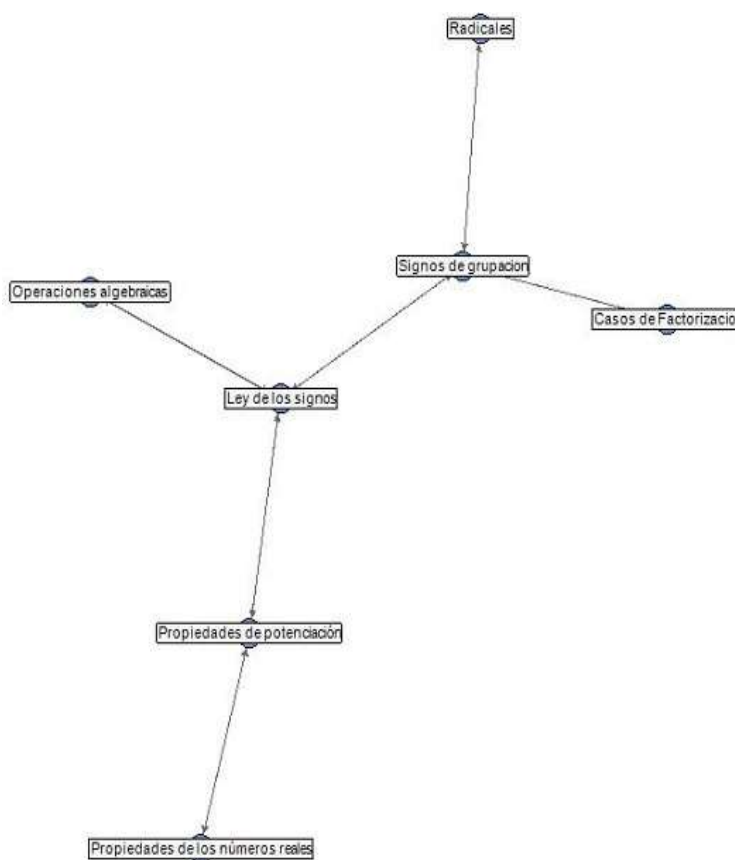 Radicales
Signos de grupacion
Operaciones algebraicas
Casos de Factorizacio
Ley de los signos
Propiedades de potenciación
Propiedades de los números reales